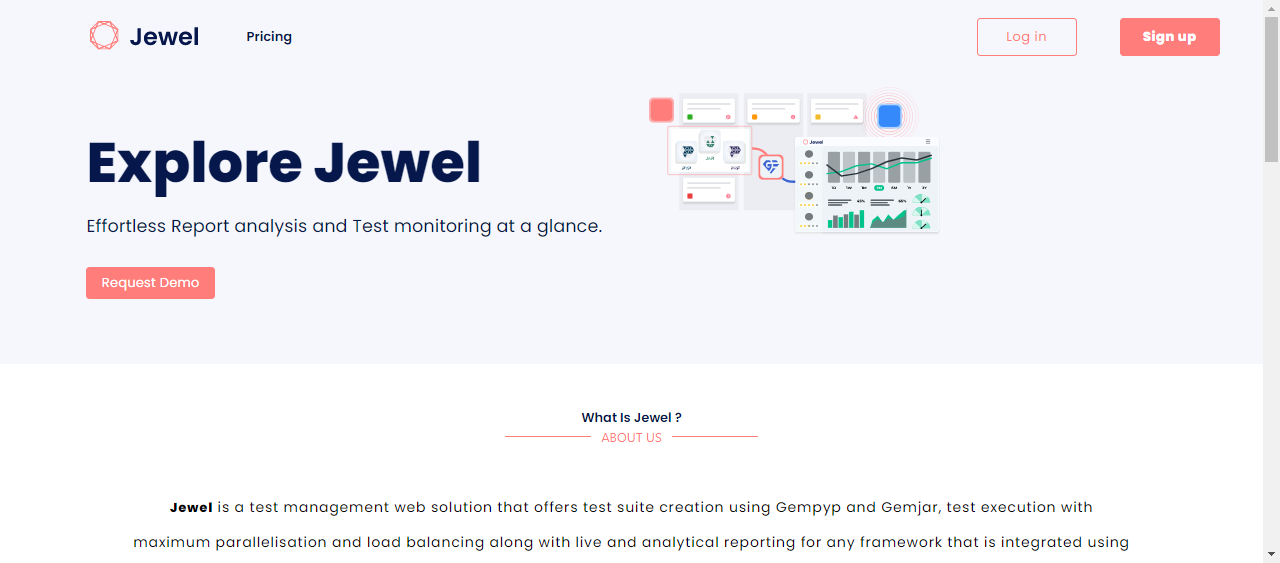 Jewel
Pricing
Log in
Sign up
Explore Jewel
Effortless Report analysis and Test monitoring at a glance.
Request Demo
Jewel
What Is Jewel ?
ABOUT US
Jewel is a test management web solution that offers test suite creation using Gempyp and Gemjar, test execution with
maximum parallelisation and load balancing along with live and analytical reporting for any framework that is integrated using